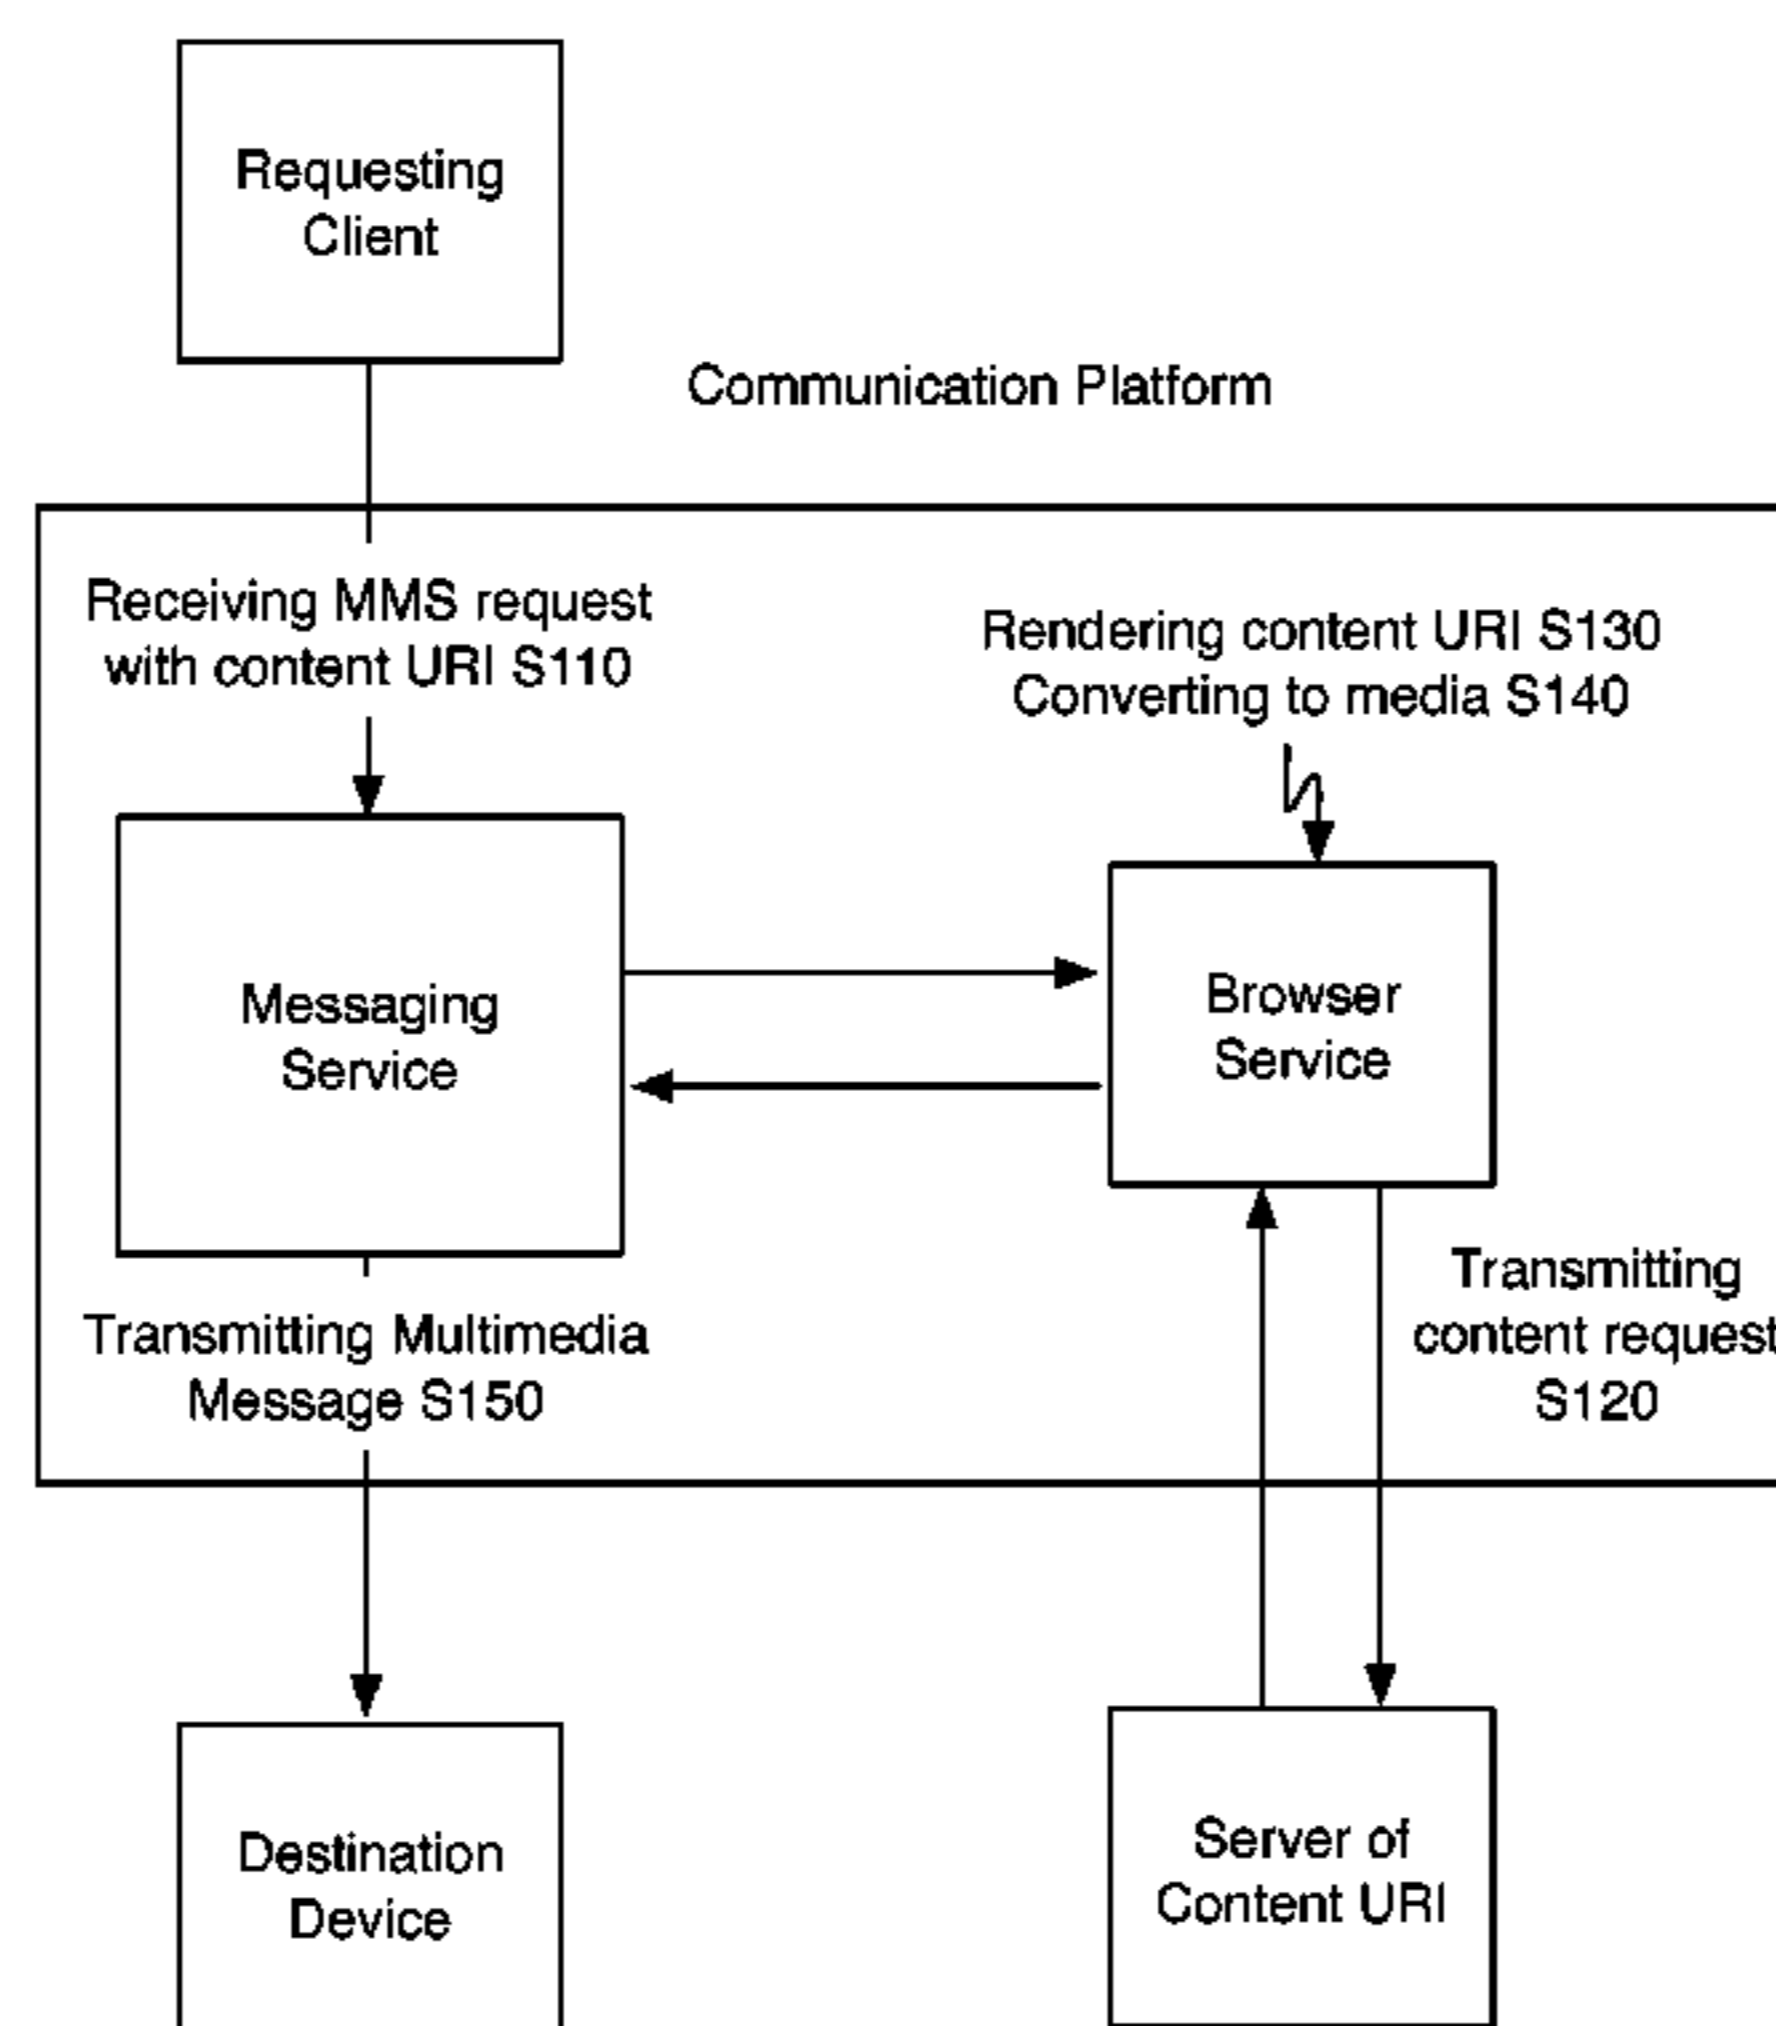 Requesting
Client
Communication Platform
Receiving MMS request
with content URI S110
Rendering content URI S130
Converting to media S140
Messaging
Service
Browser
Service
Transmitting
content request
S120
Transmitting Multimedia
Message S150
Destination
Device
Server of
Content URI